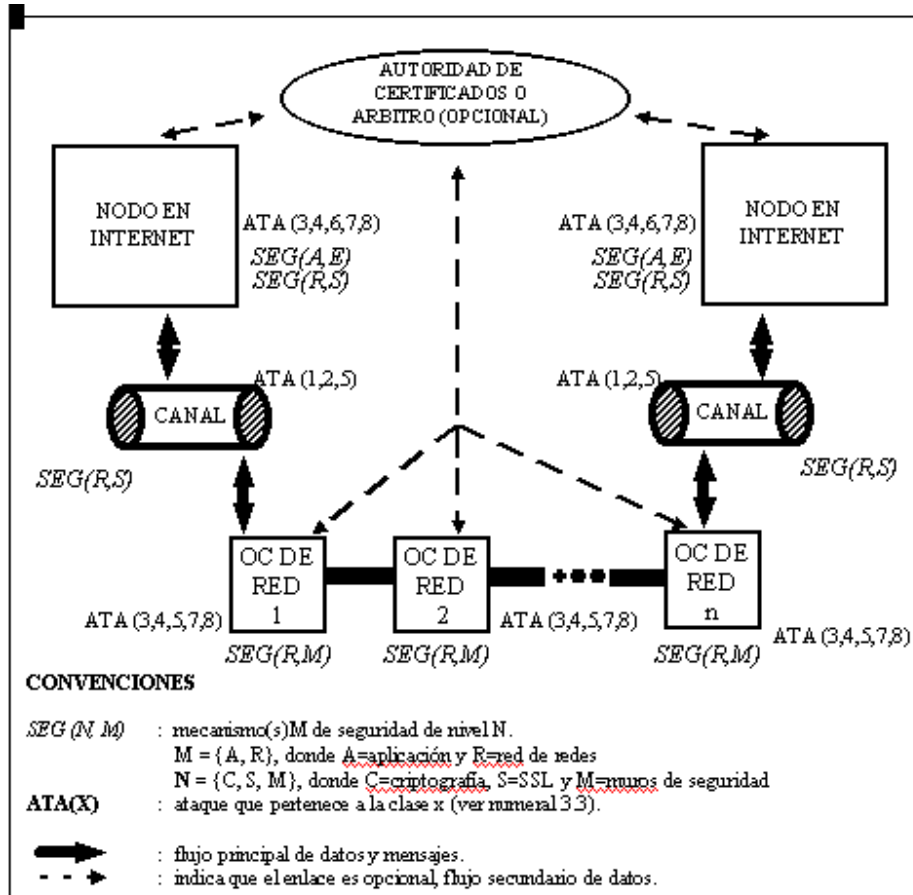 AUTORIDAD DE
CERTIFICADOS O
ARBITRO (OPCIONAL)
NODO EN
INTERNET
ATA (3,4,6,7,8)
SEG(A,E)
SEG(R,S)
ATA (3,4,6,7,8)
SEG(A,E)
SEG(R,S)
NODO EN
INTERNET
ATA (1,2,5)
CANAL
SEG(R,S)
ATA (1,2,5)
CANAL
SEG(R,S)
OC DE
RED
1
OC DE
RED
2
OC DE
RED
n
ATA (3,4,5,7,8)
SEG(R,M)
ATA (3,4,5,7,8)
SEG(R,M)
ATA (3,4,5,7,8)
SEG(R,M)
CONVENCIONES
SEG (N, M) : mecanismo(s)M de seguridad de nivel N.
M = {A, R}, donde A=aplicación y R=red de redes
N = {C, S, M}, donde C=criptografía, S=SSL y M=muros de seguridad
ATA(X) : ataque que pertenece a la clase x (ver numeral 3.3).
: flujo principal de datos y mensajes.
: indica que el enlace es opcional, flujo secundario de datos.